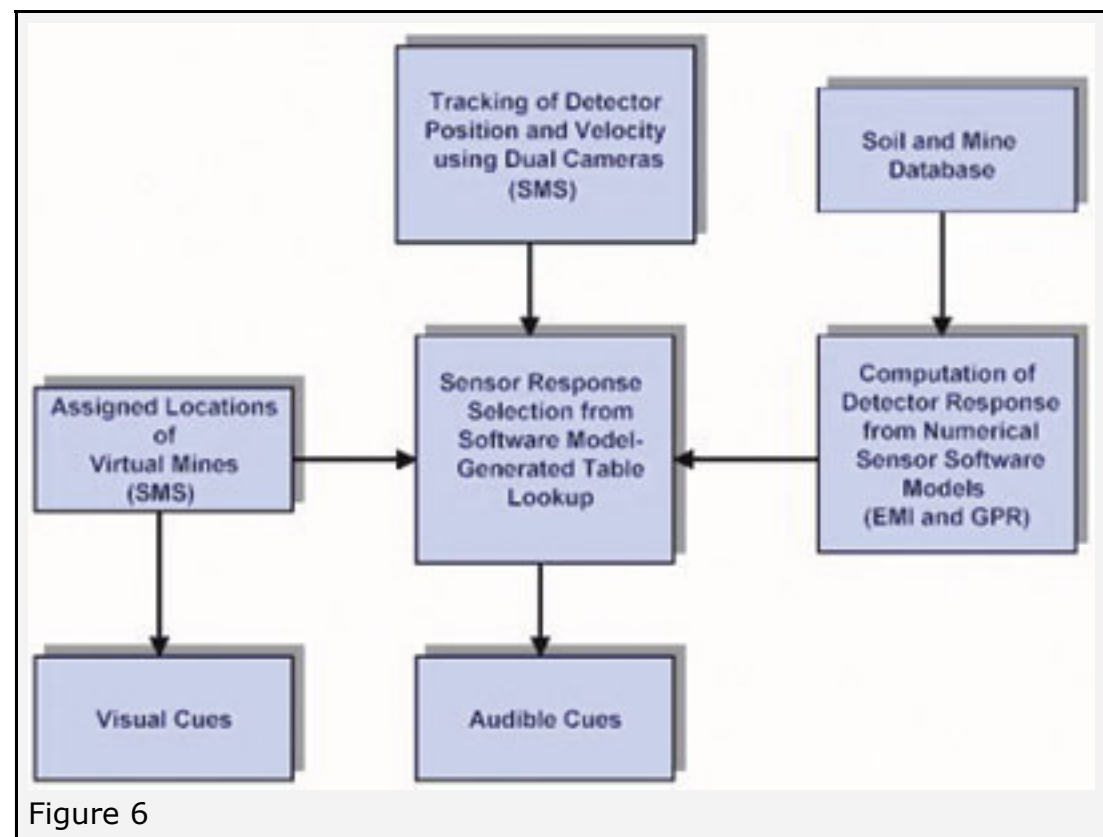 Tracking of Detector
Position and Velocity
using Dual Cameras
(SMS)
Soil and Mine
Database
Assigned Locations
of
Virtual Mines
(SMS)
Sensor Response
Selection from
Software Model-
Generated Table
Lookup
Computation of
Detector Response
from Numerical
Sensor Software
Models
(EMI and GPR)
Visual Cues
Audible Cues
Figure 6